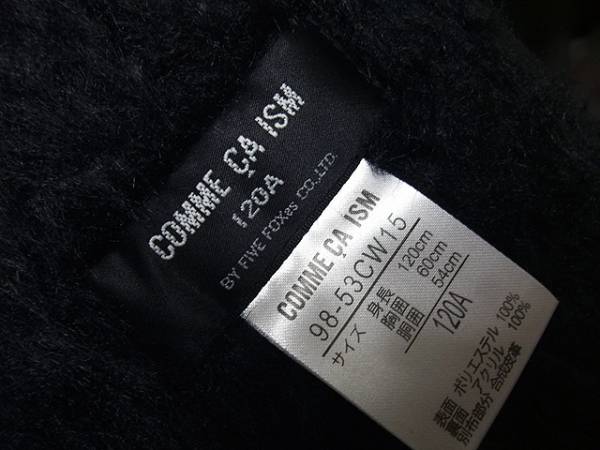 COMME ÇA ISM
120A
BY FIVE FOXes CO.,LTD.
COMME ÇA ISM
98-53CW15
サイズ 身長 120cm
胸囲 60cm
胴囲 54cm
120A
表面 ポリエステル 100%
裏面 アクリル 100%
別布部分 合成皮革